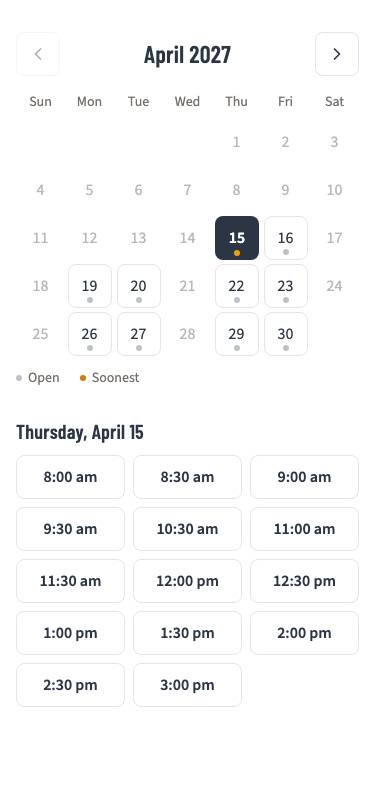 April 2027
Sun Mon Tue Wed Thu Fri Sat
1 2 3
4 5 6 7 8 9 10
11 12 13 14 15 16 17
18 19 20 21 22 23 24
25 26 27 28 29 30
Open Soonest
Thursday, April 15
8:00 am 8:30 am 9:00 am
9:30 am 10:30 am 11:00 am
11:30 am 12:00 pm 12:30 pm
1:00 pm 1:30 pm 2:00 pm
2:30 pm 3:00 pm